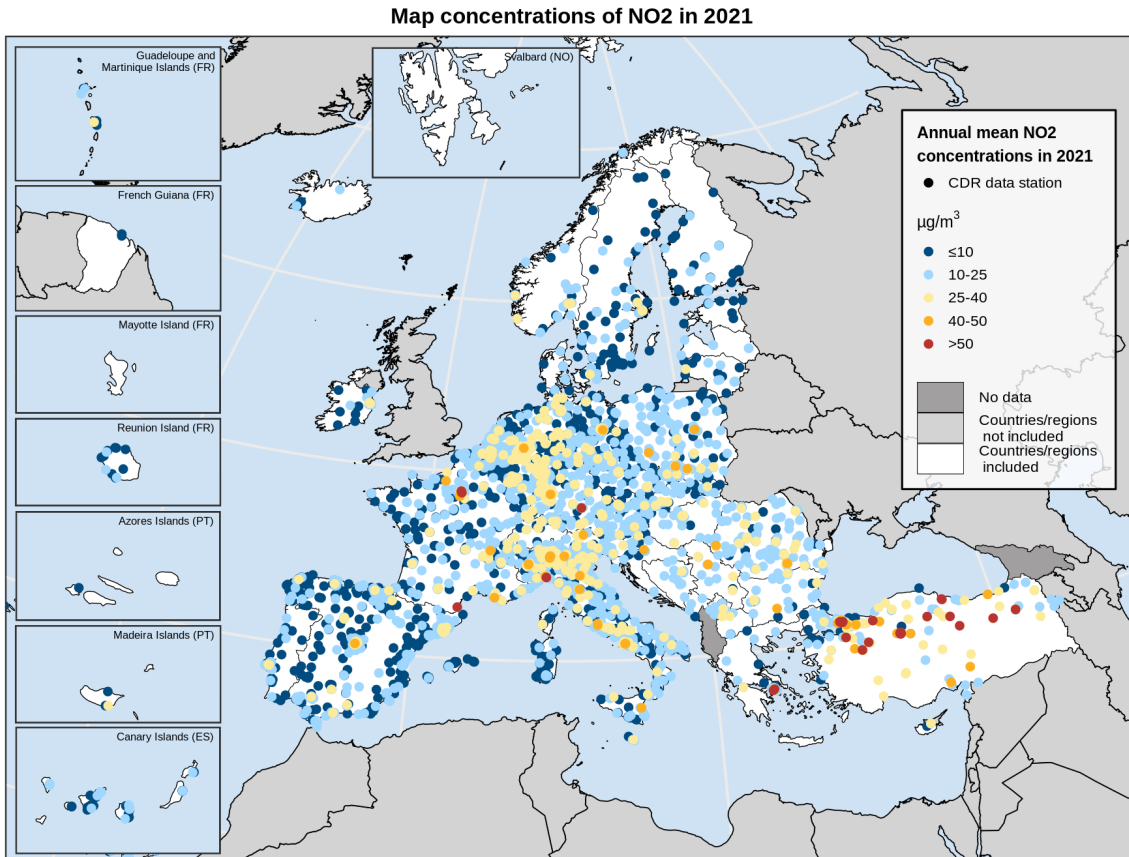 Map concentrations of NO2 in 2021
Guadeloupe and
Martinique Islands (FR)
Svalbard (NO)
French Guiana (FR)
Mayotte Island (FR)
Reunion Island (FR)
Azores Islands (PT)
Madeira Islands (PT)
Canary Islands (ES)
Annual mean NO2
concentrations in 2021
CDR data station
µg/m³
≤10
10-25
25-40
40-50
>50
No data
Countries/regions
not included
Countries/regions
included